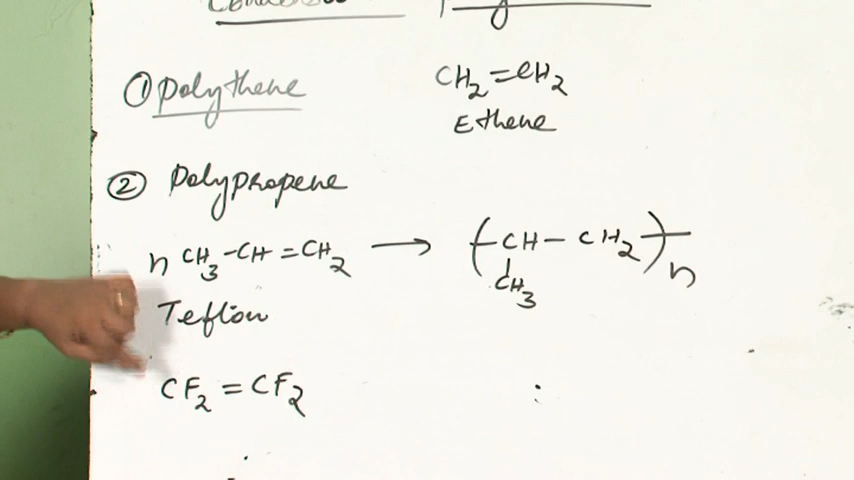 ① Polythene
CH₂=CH₂
Ethene
② Polypropene
n CH₃-CH=CH₂ → (-CH-CH₂-)n
CH₃
Teflon
CF₂=CF₂